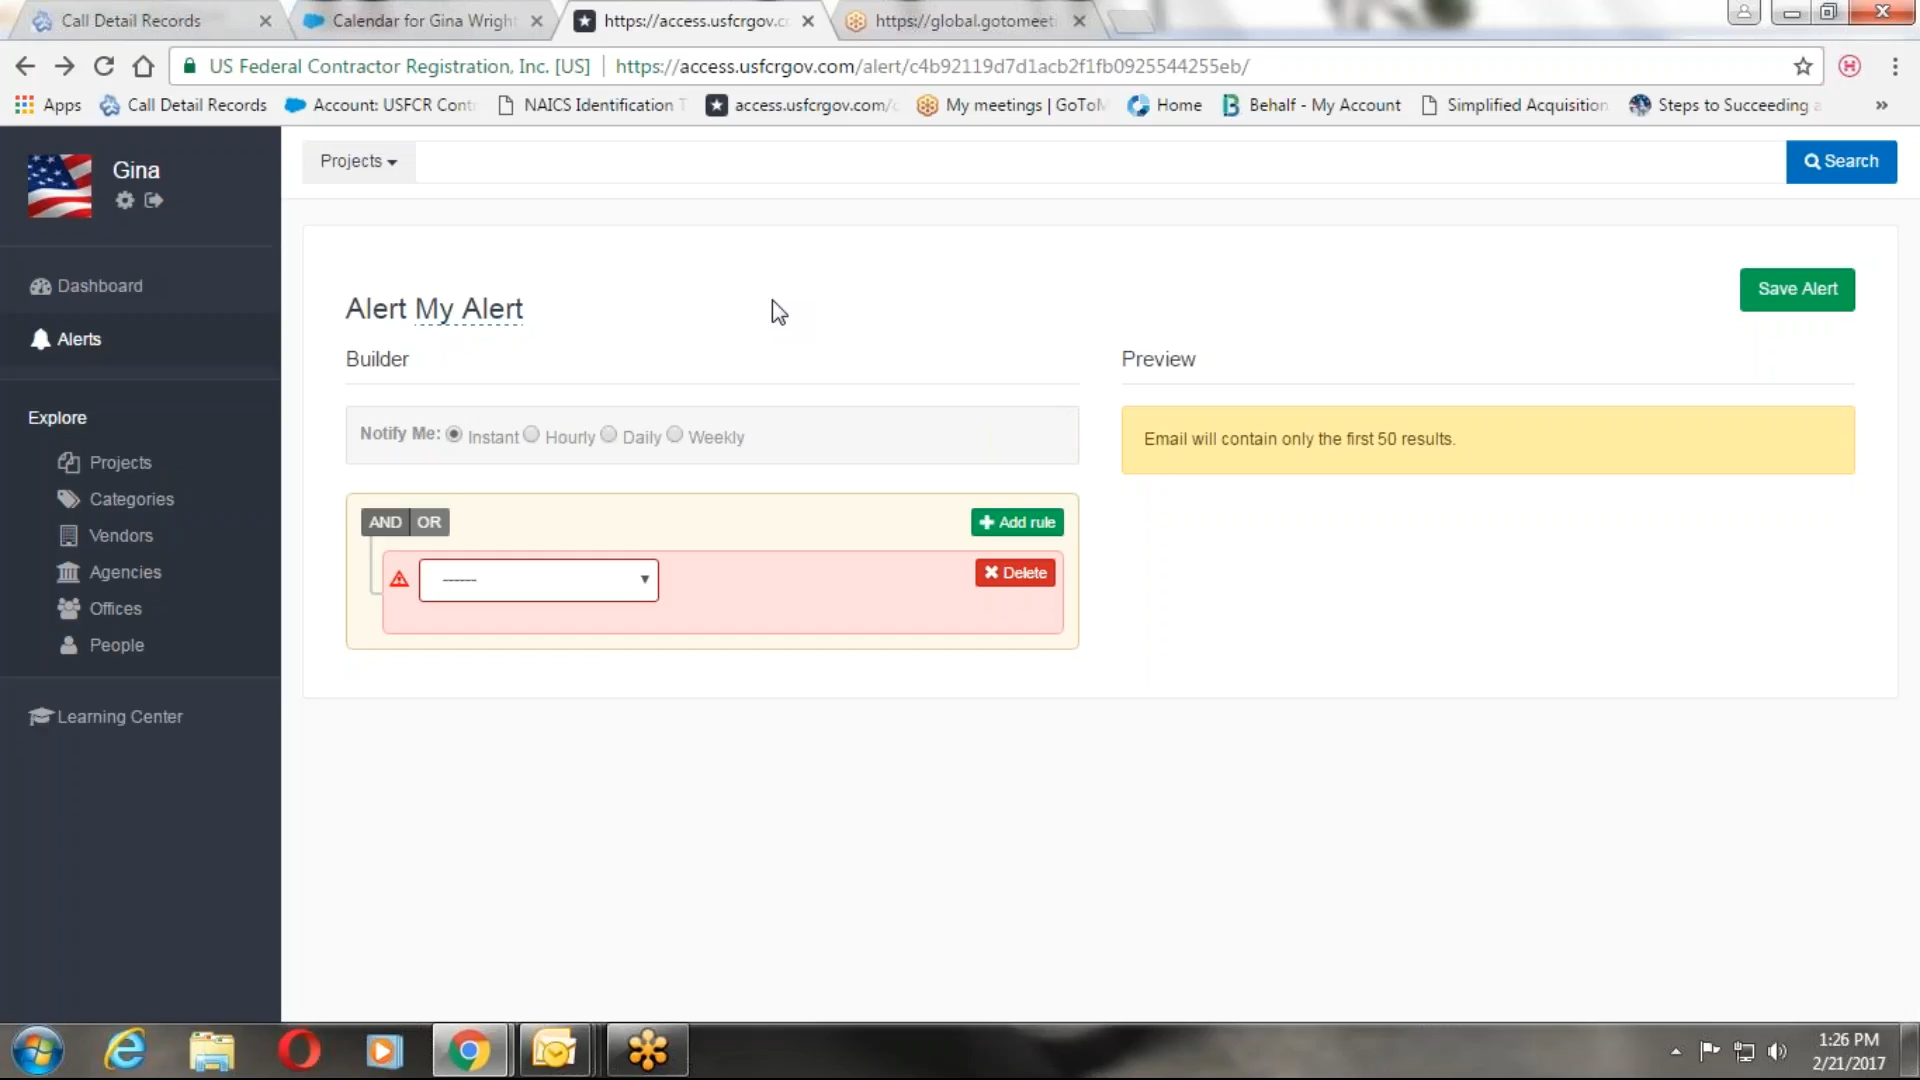 Call Detail Records
Calendar for Gina Wrigh
https://access.usfcrgov.c
https://global.gotomeeti
US Federal Contractor Registration, Inc. [US] https://access.usfcrgov.com/alert/c4b92119d7d1acb2f1fb0925544255eb/
Apps Call Detail Records Account: USFCR Cont NAICS Identification T access.usfcrgov.com/ My meetings | GoToM Home Behalf - My Account Simplified Acquisition Steps to Succeeding a »
Gina
Projects
Search
Dashboard
Alerts
Explore
Projects
Categories
Vendors
Agencies
Offices
People
Learning Center
Alert My Alert
Save Alert
Builder
Preview
Notify Me: Instant Hourly Daily Weekly
Email will contain only the first 50 results.
AND OR
Add rule
------
Delete
1:26 PM
2/21/2017